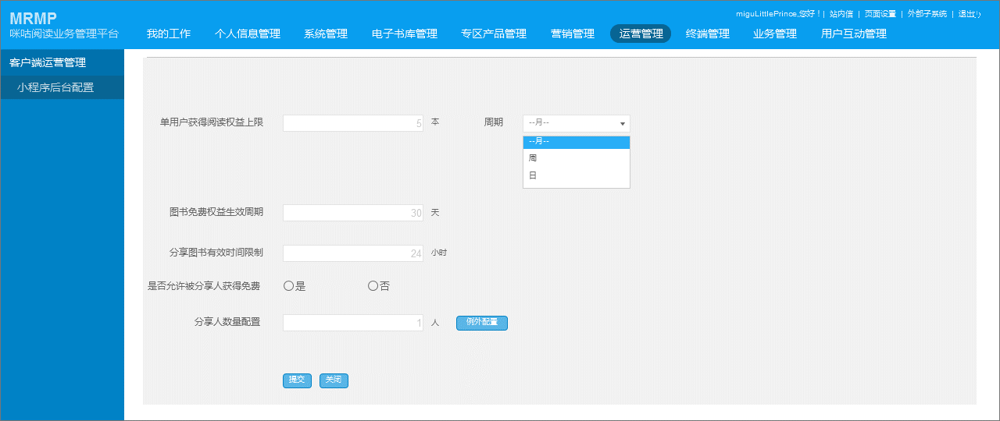 MRMP
咪咕阅读业务管理平台
miguLittlePrince,您好！| 站内信 | 页面设置 | 外部子系统 | 退出
我的工作 个人信息管理 系统管理 电子书库管理 专区产品管理 营销管理 运营管理 终端管理 业务管理 用户互动管理
客户端运营管理
小程序后台配置
单用户获得阅读权益上限 5 本 周期 --月--
--月--
周
日
图书免费权益生效周期 30 天
分享图书有效时间限制 24 小时
是否允许被分享人获得免费 是 否
分享人数量配置 1 人 例外配置
提交 关闭